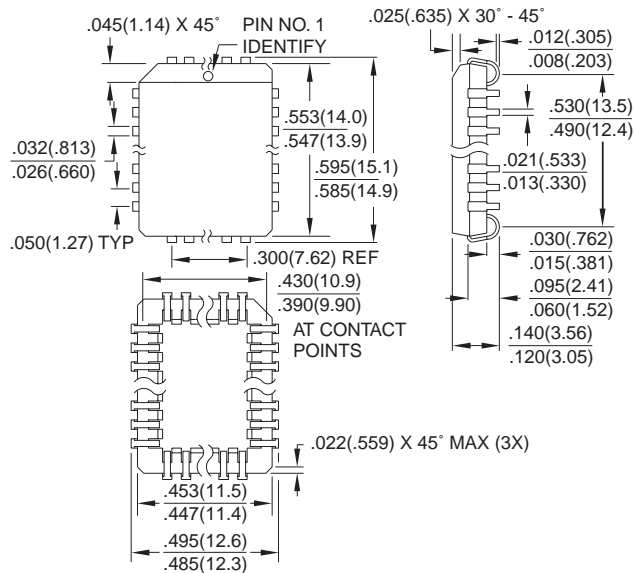 .045(1.14) X 45°
PIN NO. 1
IDENTIFY
.025(.635) X 30° - 45°
.012(.305)
.008(.203)
.553(14.0)
.547(13.9)
.530(13.5)
.490(12.4)
.032(.813)
.026(.660)
.595(15.1)
.585(14.9)
.021(.533)
.013(.330)
.050(1.27) TYP
.300(7.62) REF
.030(.762)
.015(.381)
.430(10.9)
.390(9.90)
AT CONTACT
POINTS
.095(2.41)
.060(1.52)
.140(3.56)
.120(3.05)
.022(.559) X 45° MAX (3X)
.453(11.5)
.447(11.4)
.495(12.6)
.485(12.3)